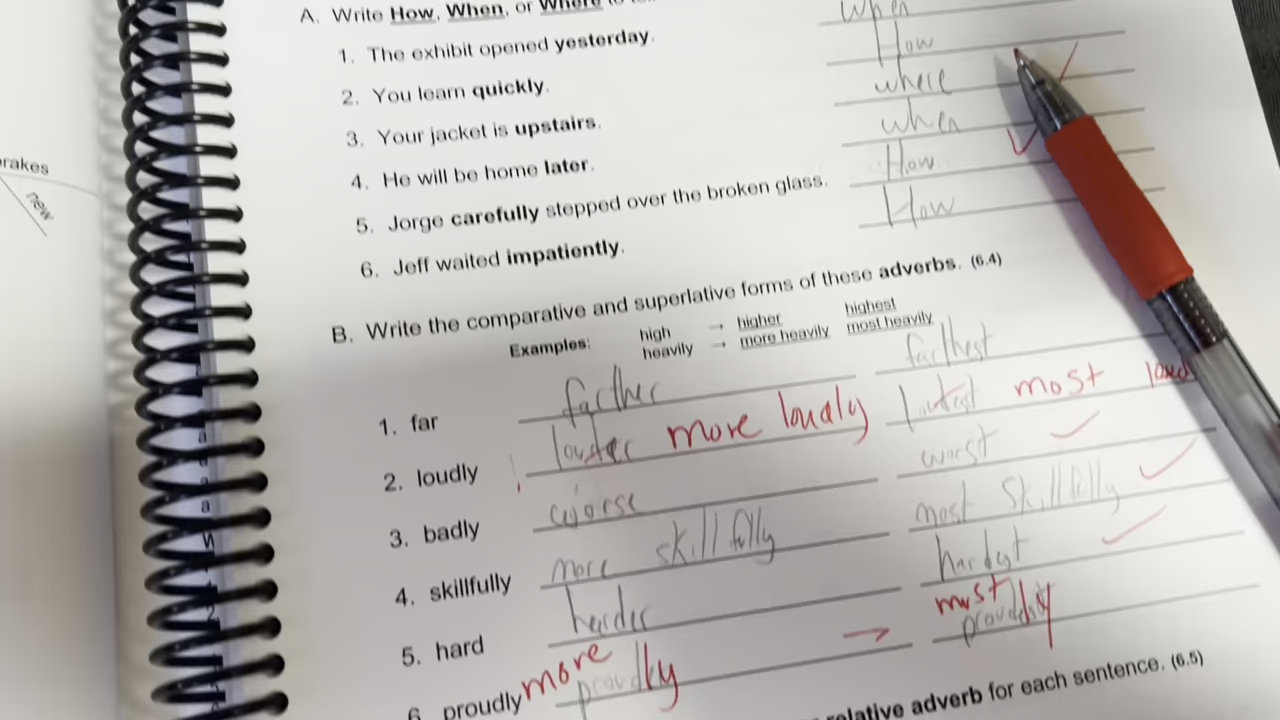 A. Write How, When, or Where to
When
1. The exhibit opened yesterday.
How
2. You learn quickly.
where
3. Your jacket is upstairs.
when
4. He will be home later.
How
5. Jorge carefully stepped over the broken glass.
How
6. Jeff waited impatiently.
B. Write the comparative and superlative forms of these adverbs. (6.4)
Examples: high → higher highest
heavily → more heavily most heavily
1. far farther farthest
2. loudly louder more loudly most loud
3. badly worse worst
4. skillfully more skillfully most skillfully
5. hard harder hardest
6. proudly more proudly → most proudly
relative adverb for each sentence. (6.5)
rakes
new